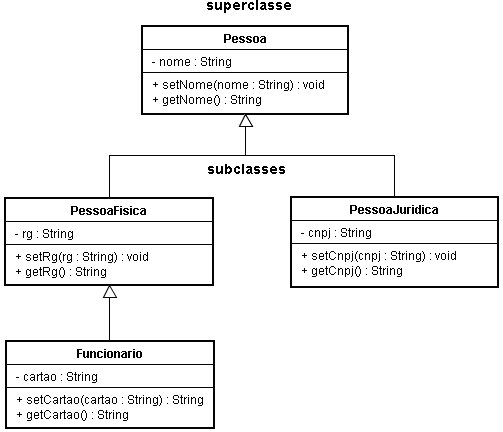 superclasse
Pessoa
- nome : String
+ setNome(nome : String) : void
+ getNome() : String
subclasses
PessoaFisica
- rg : String
+ setRg(rg : String) : void
+ getRg() : String
PessoaJuridica
- cnpj : String
+ setCnpj(cnpj : String) : void
+ getCnpj() : String
Funcionario
- cartao : String
+ setCartao(cartao : String) : String
+ getCartao() : String